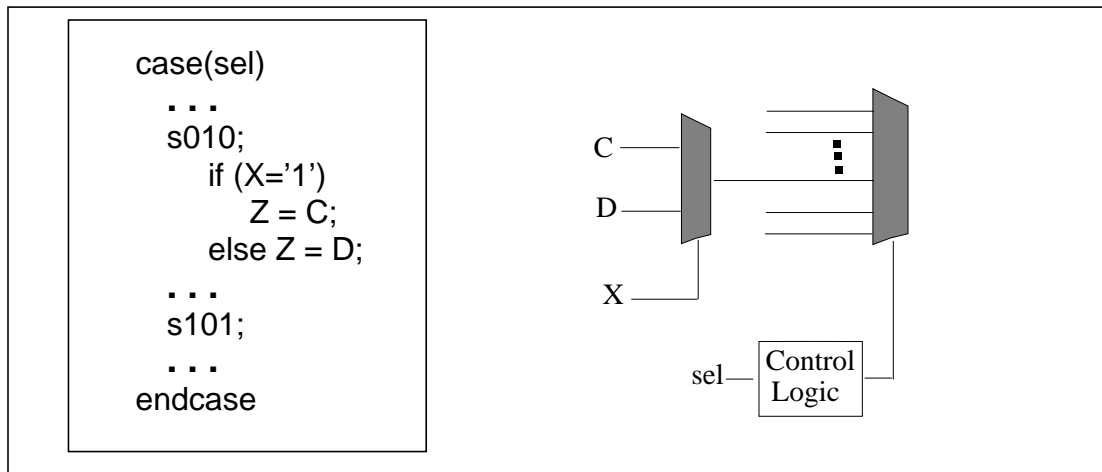 case(sel)
. . .
s010;
if (X=’1’)
Z = C;
else Z = D;
. . .
s101;
. . .
endcase
C
D
X
sel
Control
Logic